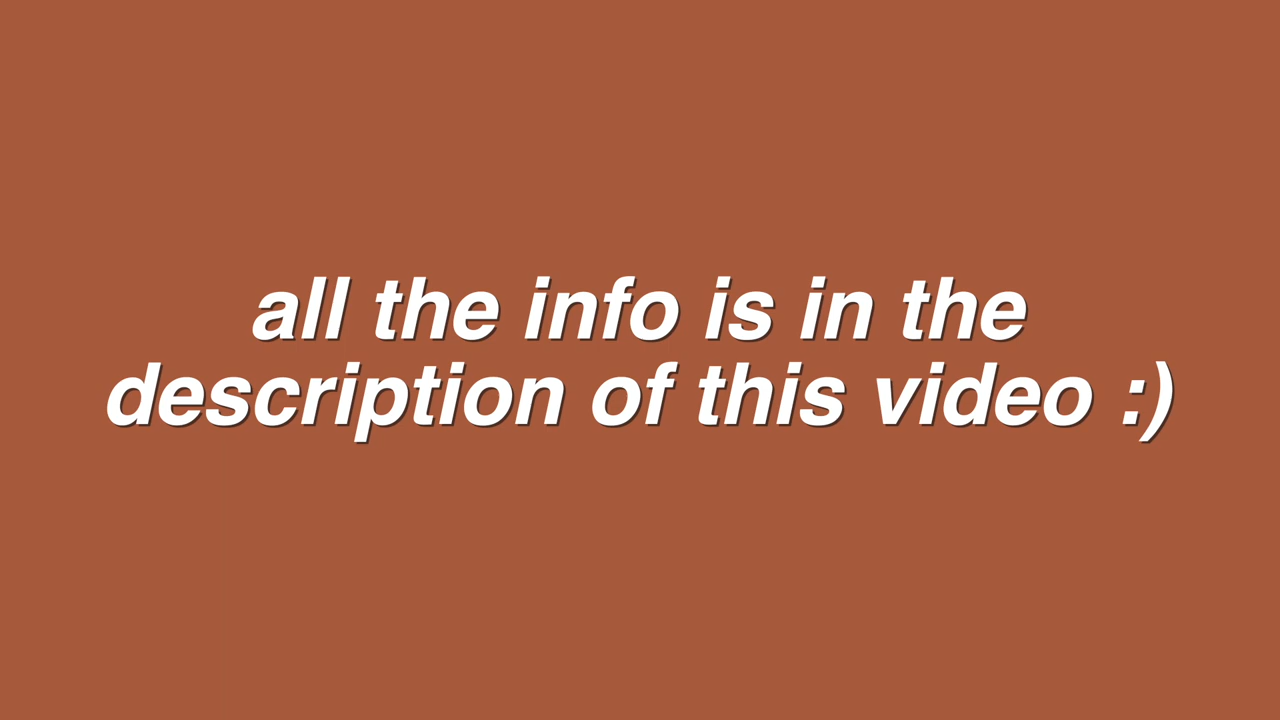 all the info is in the
description of this video :)